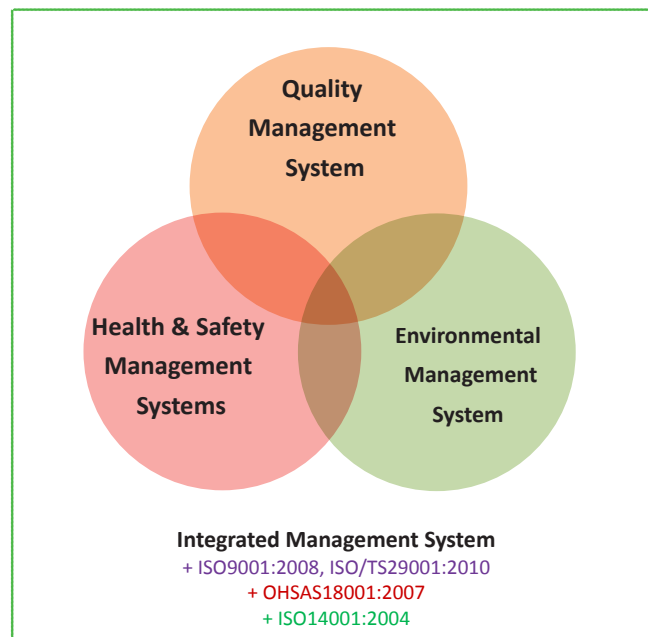 Quality
Management
System
Health & Safety
Management
Systems
Environmental
Management
System
Integrated Management System
+ ISO9001:2008, ISO/TS29001:2010
+ OHSAS18001:2007
+ ISO14001:2004